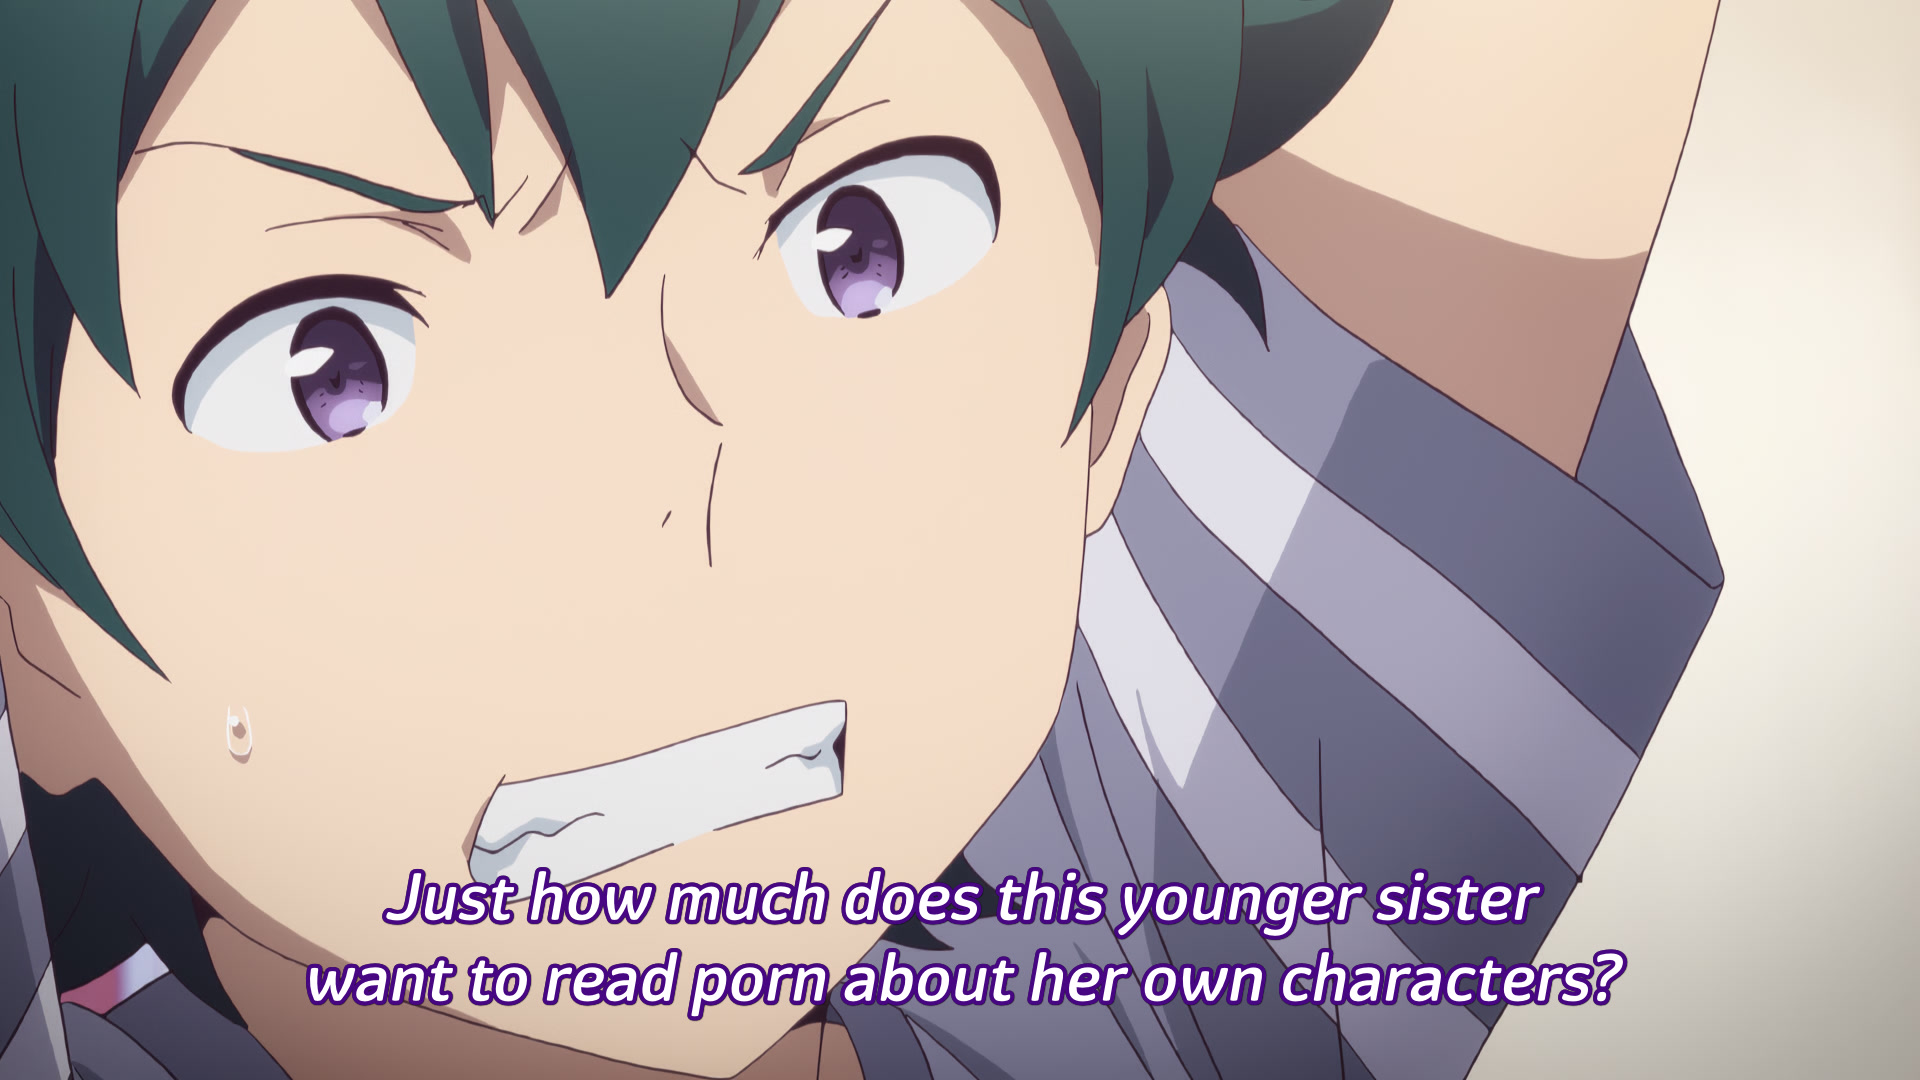 Just how much does this younger sister
want to read porn about her own characters?